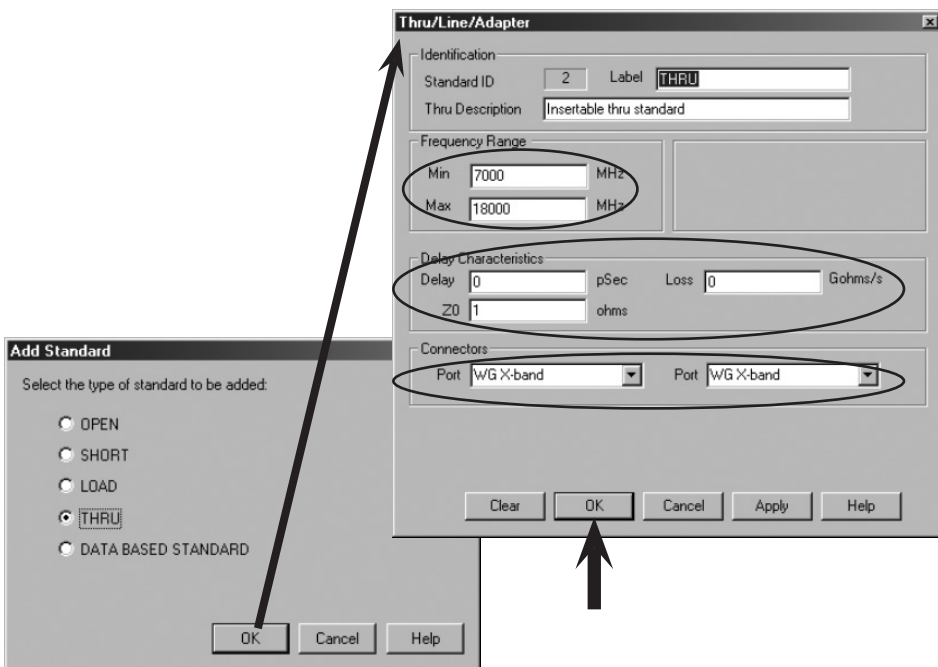 Thru/Line/Adapter
Identification
Standard ID 2 Label THRU
Thru Description Insertable thru standard
Frequency Range
Min 7000 MHz
Max 18000 MHz
Delay Characteristics
Delay 0 pSec Loss 0 Gohms/s
Z0 1 ohms
Connectors
Port WG X-band Port WG X-band
Clear OK Cancel Apply Help
Add Standard
Select the type of standard to be added:
OPEN
SHORT
LOAD
THRU
DATA BASED STANDARD
OK Cancel Help